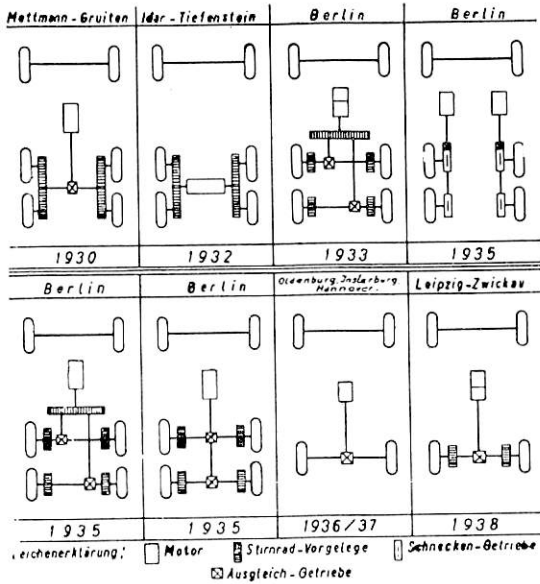 Mettmann-Gruiten
Idar-Tiefenstein
Berlin
Berlin
1930
1932
1933
1935
Berlin
Berlin
Oldenburg, Insterburg,
Hannover.
Leipzig-Zwickau
1935
1935
1936/37
1938
eichenerklärung:
Motor
Stirnrad-Vorgelege
Schnecken-Getriebe
Ausgleich-Getriebe